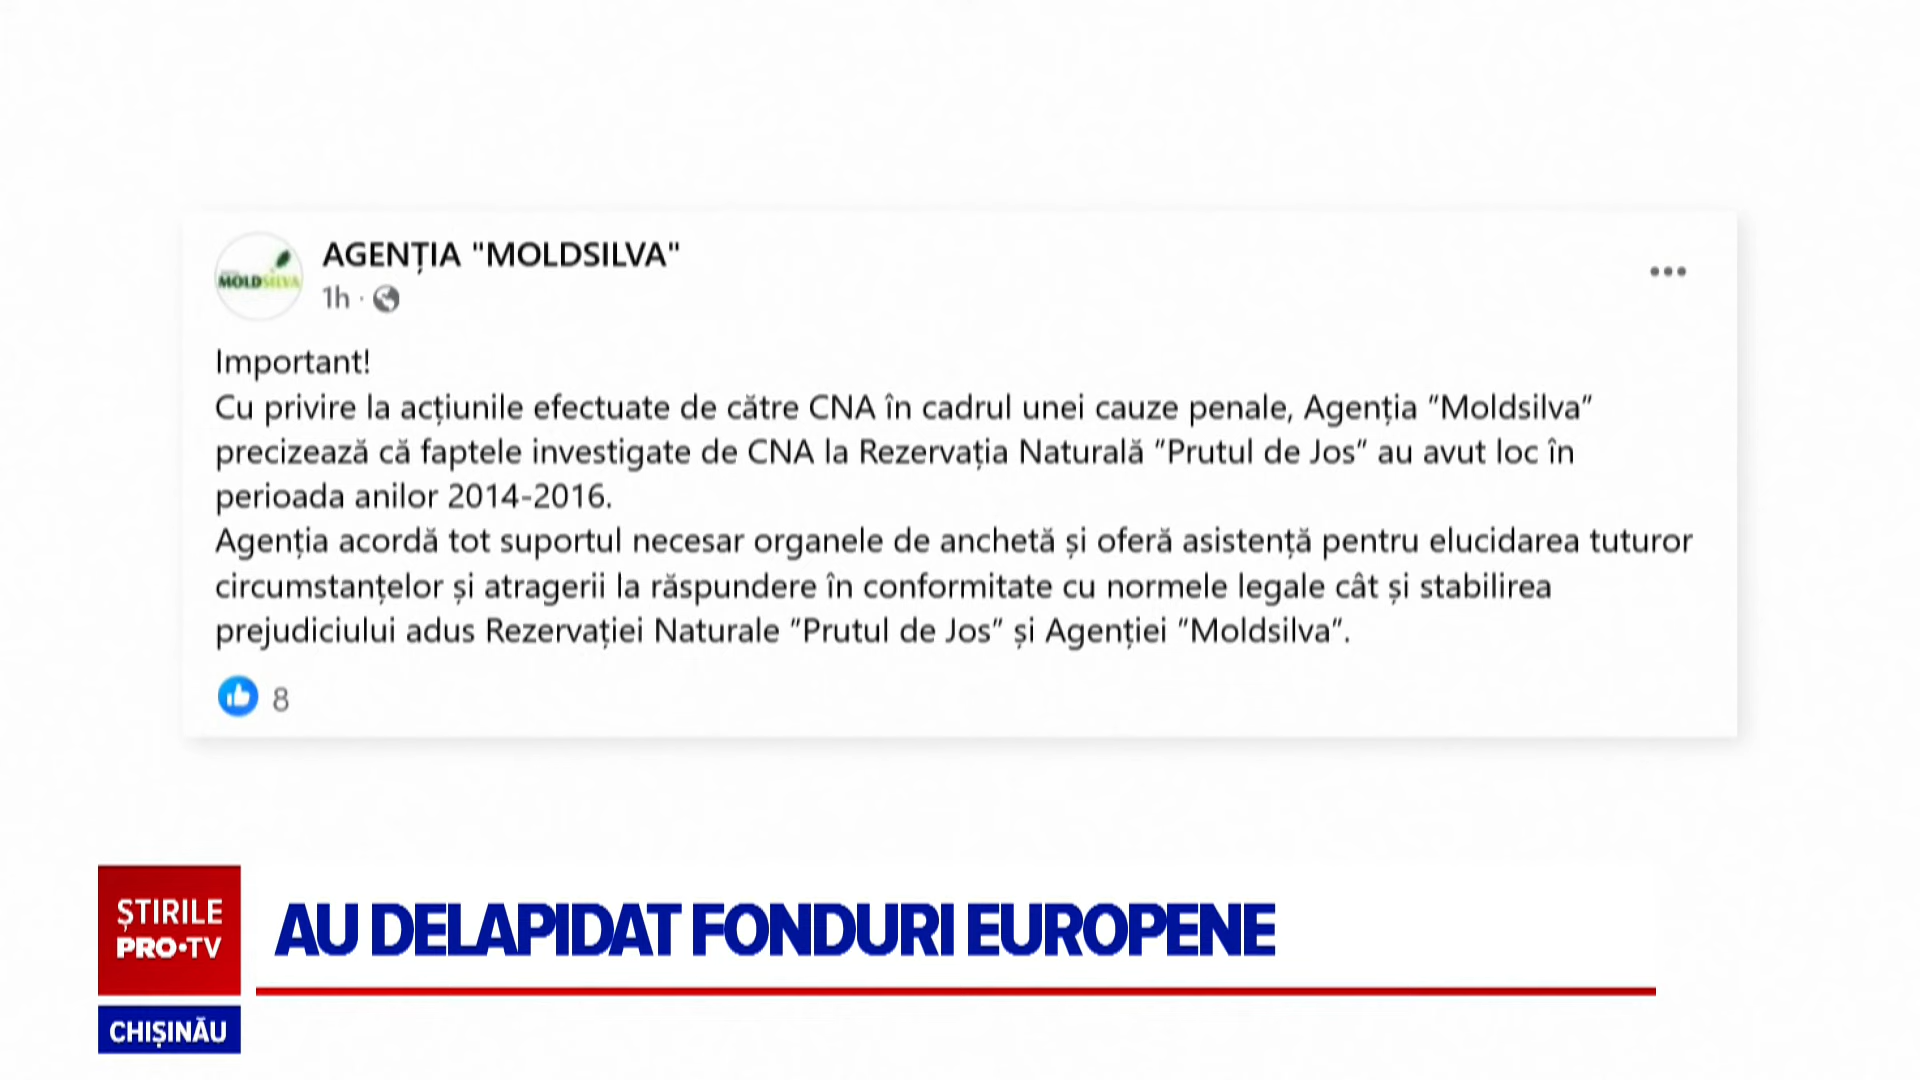 MOLDSILVA
AGENȚIA "MOLDSILVA"
1h ·
Important!
Cu privire la acțiunile efectuate de către CNA în cadrul unei cauze penale, Agenția ”Moldsilva”
precizează că faptele investigate de CNA la Rezervația Naturală ”Prutul de Jos” au avut loc în
perioada anilor 2014-2016.
Agenția acordă tot suportul necesar organele de anchetă și oferă asistență pentru elucidarea tuturor
circumstanțelor și atragerii la răspundere în conformitate cu normele legale cât și stabilirea
prejudiciului adus Rezervației Naturale ”Prutul de Jos” și Agenției ”Moldsilva”.
8
ȘTIRILE
PRO•TV
AU DELAPIDAT FONDURI EUROPENE
CHIȘINĂU